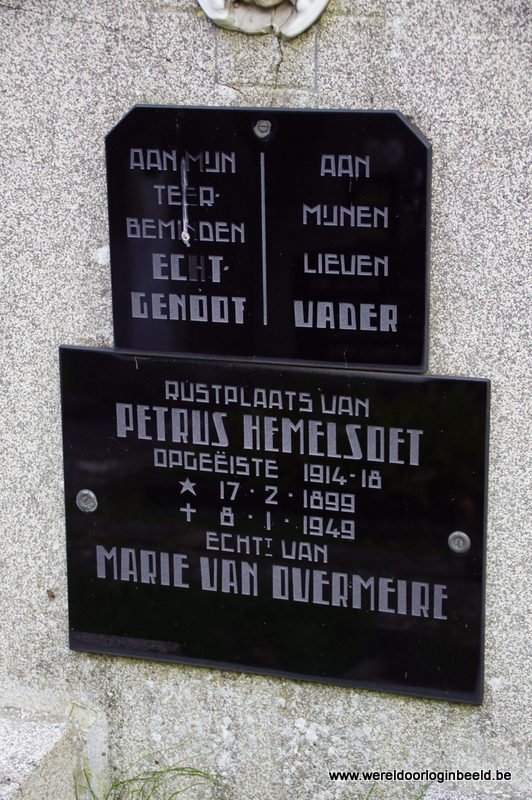 AAN MIJN
TEER-
BEMINDEN
ECHT-
GENOOT
AAN
MIJNEN
LIEVEN
VADER
RUSTPLAATS VAN
PETRUS HEMELSOET
OPGEËISTE 1914-18
★ 17-2-1899
✝ 8-1-1949
ECHTT VAN
MARIE VAN OVERMEIRE
www.wereldoorloginbeeld.be